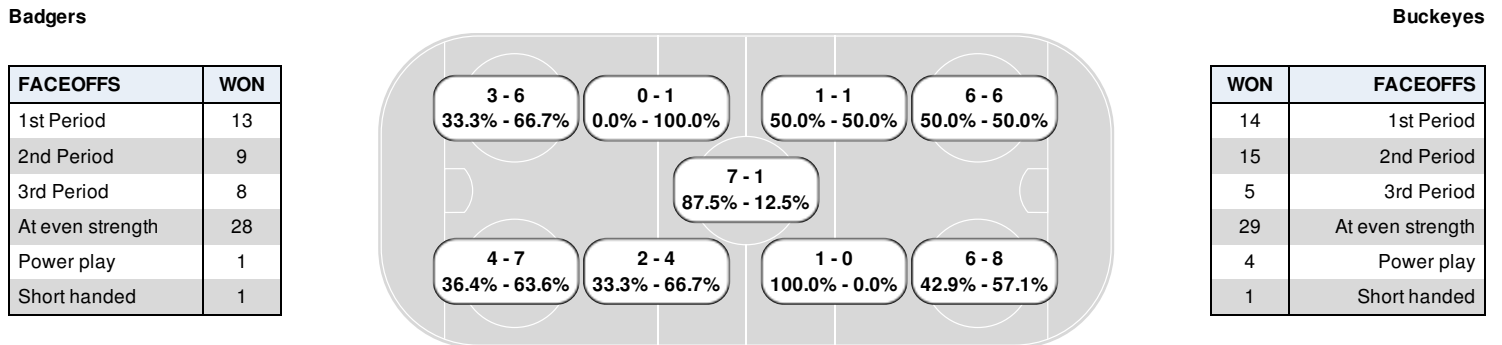 Badgers
FACEOFFS WON
1st Period 13
2nd Period 9
3rd Period 8
At even strength 28
Power play 1
Short handed 1
3 - 6
33.3% - 66.7%
0 - 1
0.0% - 100.0%
1 - 1
50.0% - 50.0%
6 - 6
50.0% - 50.0%
7 - 1
87.5% - 12.5%
4 - 7
36.4% - 63.6%
2 - 4
33.3% - 66.7%
1 - 0
100.0% - 0.0%
6 - 8
42.9% - 57.1%
Buckeyes
WON FACEOFFS
14 1st Period
15 2nd Period
5 3rd Period
29 At even strength
4 Power play
1 Short handed